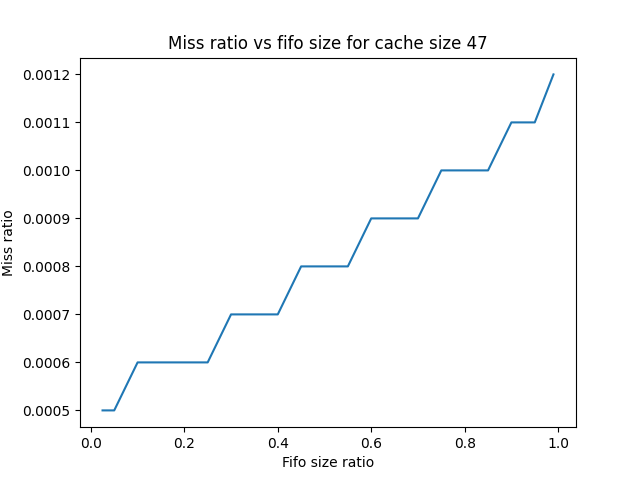 Miss ratio vs fifo size for cache size 47
0.0012
0.0011
0.0010
0.0009
0.0008
0.0007
0.0006
0.0005
Miss ratio
0.0 0.2 0.4 0.6 0.8 1.0
Fifo size ratio